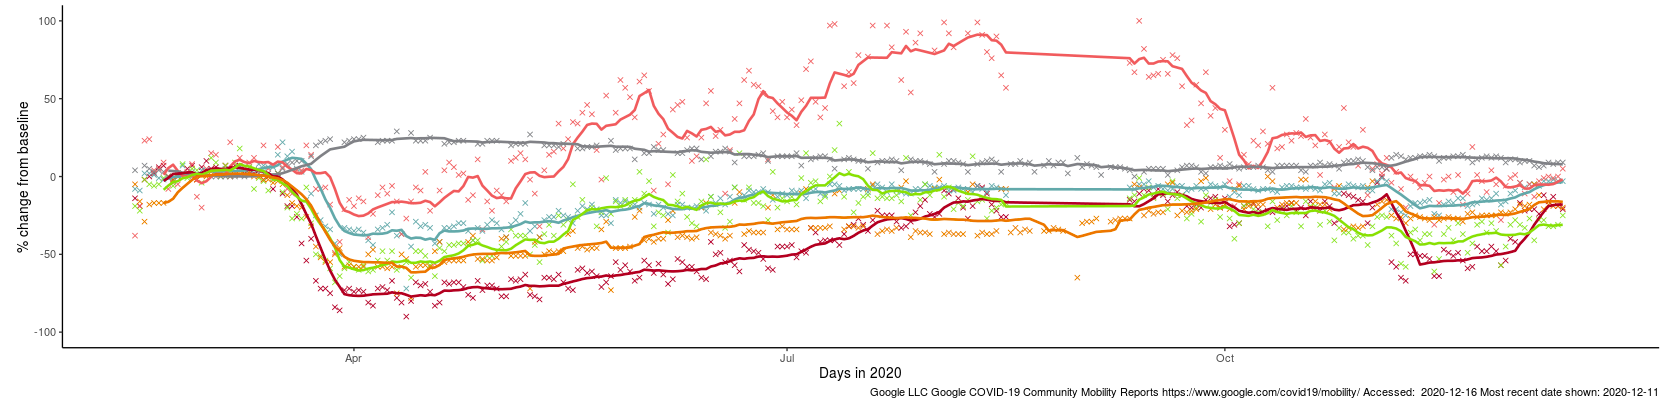 100
50
0
-50
-100
% change from baseline
Apr
Jul
Oct
Days in 2020
Google LLC Google COVID-19 Community Mobility Reports https://www.google.com/covid19/mobility/ Accessed: 2020-12-16 Most recent date shown: 2020-12-11